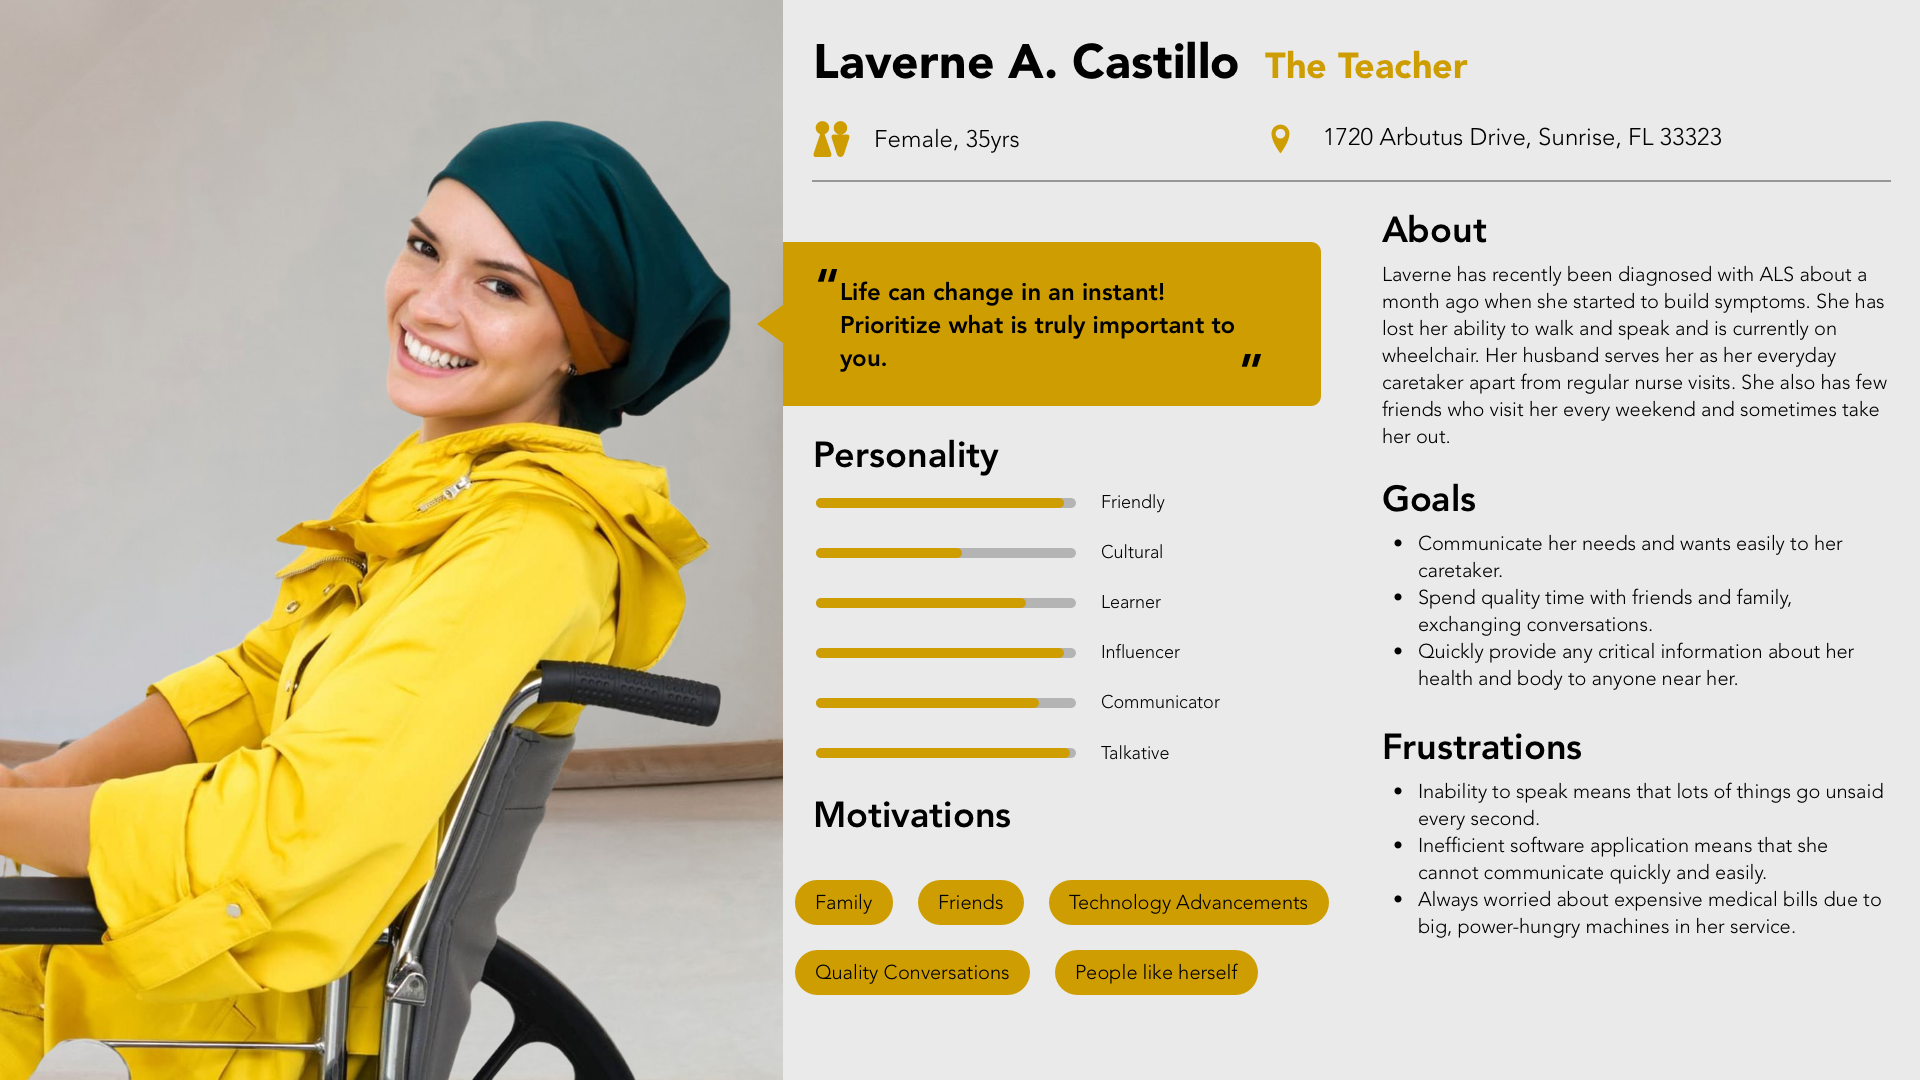 Laverne A. Castillo The Teacher
Female, 35yrs
1720 Arbutus Drive, Sunrise, FL 33323
"Life can change in an instant!
Prioritize what is truly important to
you."
Personality
Friendly
Cultural
Learner
Influencer
Communicator
Talkative
Motivations
Family
Friends
Technology Advancements
Quality Conversations
People like herself
About
Laverne has recently been diagnosed with ALS about a
month ago when she started to build symptoms. She has
lost her ability to walk and speak and is currently on
wheelchair. Her husband serves her as her everyday
caretaker apart from regular nurse visits. She also has few
friends who visit her every weekend and sometimes take
her out.
Goals
• Communicate her needs and wants easily to her
caretaker.
• Spend quality time with friends and family,
exchanging conversations.
• Quickly provide any critical information about her
health and body to anyone near her.
Frustrations
• Inability to speak means that lots of things go unsaid
every second.
• Inefficient software application means that she
cannot communicate quickly and easily.
• Always worried about expensive medical bills due to
big, power-hungry machines in her service.